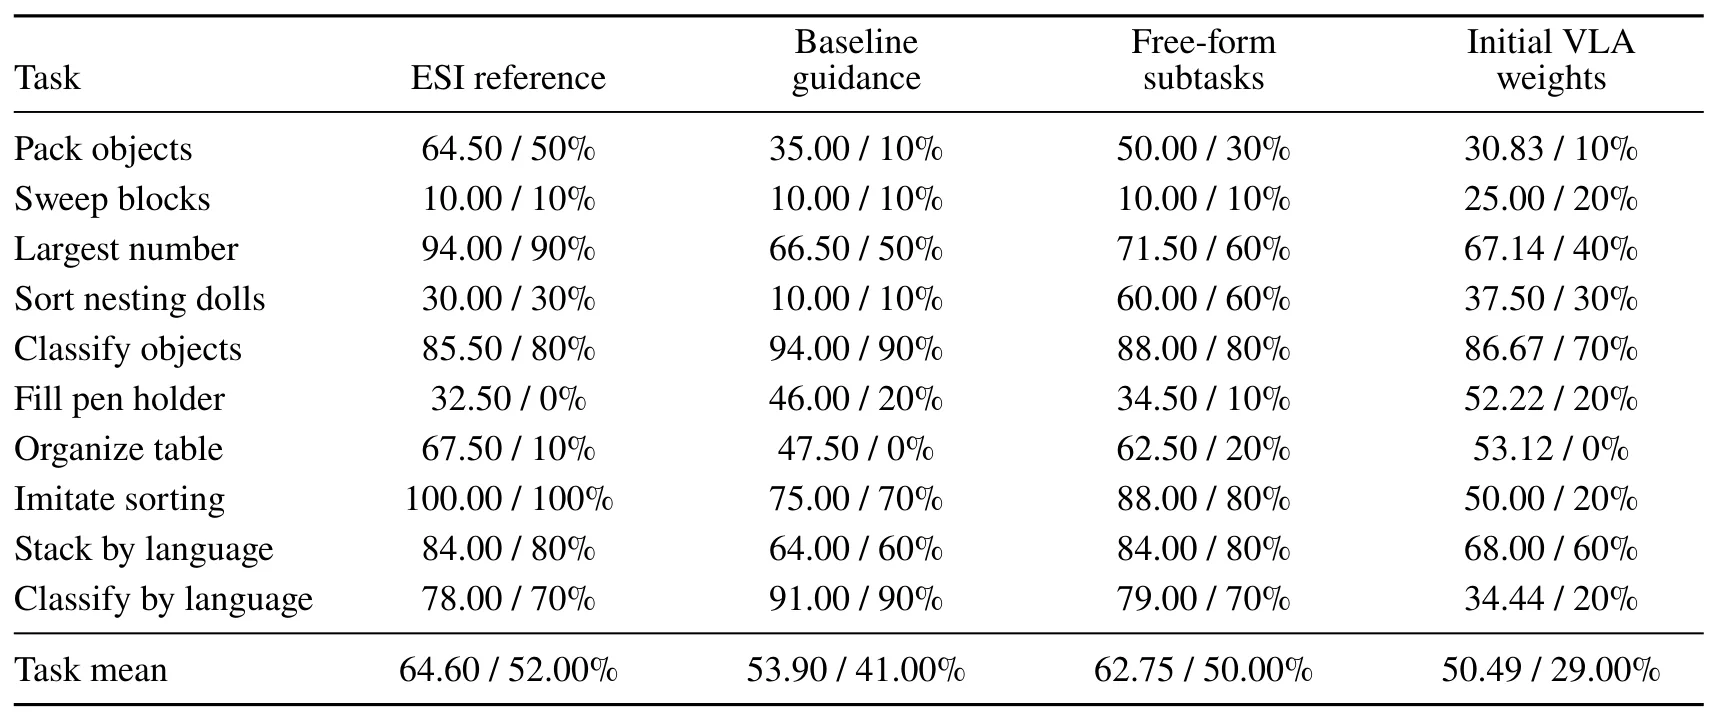 Task ESI reference Baseline guidance Free-form subtasks Initial VLA weights
Pack objects 64.50 / 50% 35.00 / 10% 50.00 / 30% 30.83 / 10%
Sweep blocks 10.00 / 10% 10.00 / 10% 10.00 / 10% 25.00 / 20%
Largest number 94.00 / 90% 66.50 / 50% 71.50 / 60% 67.14 / 40%
Sort nesting dolls 30.00 / 30% 10.00 / 10% 60.00 / 60% 37.50 / 30%
Classify objects 85.50 / 80% 94.00 / 90% 88.00 / 80% 86.67 / 70%
Fill pen holder 32.50 / 0% 46.00 / 20% 34.50 / 10% 52.22 / 20%
Organize table 67.50 / 10% 47.50 / 0% 62.50 / 20% 53.12 / 0%
Imitate sorting 100.00 / 100% 75.00 / 70% 88.00 / 80% 50.00 / 20%
Stack by language 84.00 / 80% 64.00 / 60% 84.00 / 80% 68.00 / 60%
Classify by language 78.00 / 70% 91.00 / 90% 79.00 / 70% 34.44 / 20%
Task mean 64.60 / 52.00% 53.90 / 41.00% 62.75 / 50.00% 50.49 / 29.00%